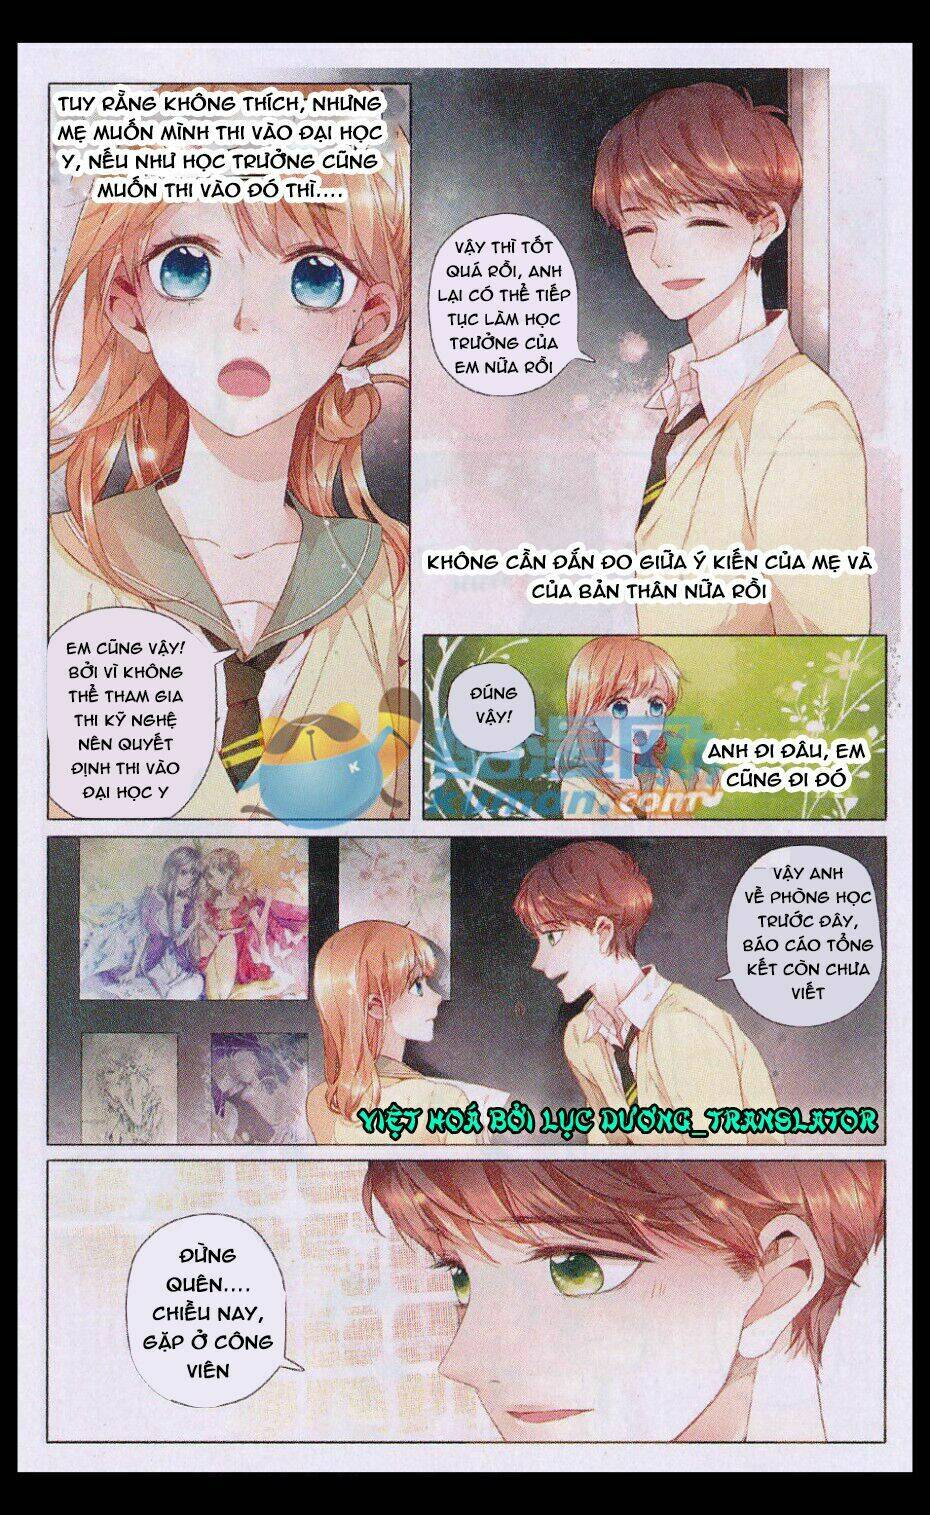 TUY RẰNG KHÔNG THÍCH, NHƯNG
MẸ MUỐN MÌNH THI VÀO ĐẠI HỌC
Y, NẾU NHƯ HỌC TRƯỞNG CŨNG
MUỐN THI VÀO ĐÓ THÌ....
VẬY THÌ TỐT
QUÁ RỒI, ANH
LẠI CÓ THỂ TIẾP
TỤC LÀM HỌC
TRƯỞNG CỦA
EM NỮA RỒI
KHÔNG CẦN ĐẮN ĐO GIỮA Ý KIẾN CỦA MẸ VÀ
CỦA BẢN THÂN NỮA RỒI
EM CŨNG VẬY!
BỞI VÌ KHÔNG
THỂ THAM GIA
THI KỸ NGHỆ
NÊN QUYẾT
ĐỊNH THI VÀO
ĐẠI HỌC Y
ĐÚNG
VẬY!
ANH ĐI ĐÂU, EM
CŨNG ĐI ĐÓ
K
.com
VẬY ANH
VỀ PHÒNG HỌC
TRƯỚC ĐÂY,
BÁO CÁO TỔNG
KẾT CÒN CHƯA
VIẾT
VIỆT HOÁ BỞI LỤC DƯƠNG_TRANSLATOR
ĐỪNG
QUÊN....
CHIỀU NAY,
GẶP Ở CÔNG
VIÊN